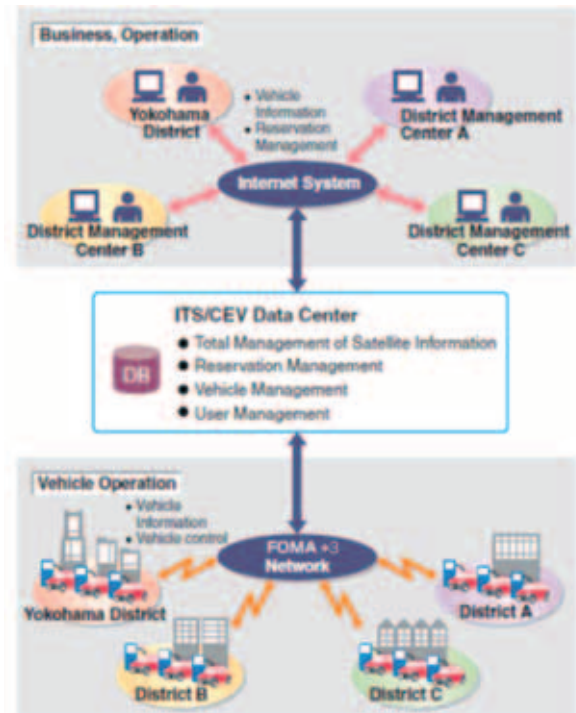 Business, Operation
Yokohama
District
• Vehicle
Information
• Reservation
Management
District Management
Center A
Internet System
District Management
Center B
District Management
Center C
ITS/CEV Data Center
DB
● Total Management of Satellite Information
● Reservation Management
● Vehicle Management
● User Management
Vehicle Operation
• Vehicle
Information
• Vehicle control
FOMA *3
Network
Yokohama District
District A
District B
District C